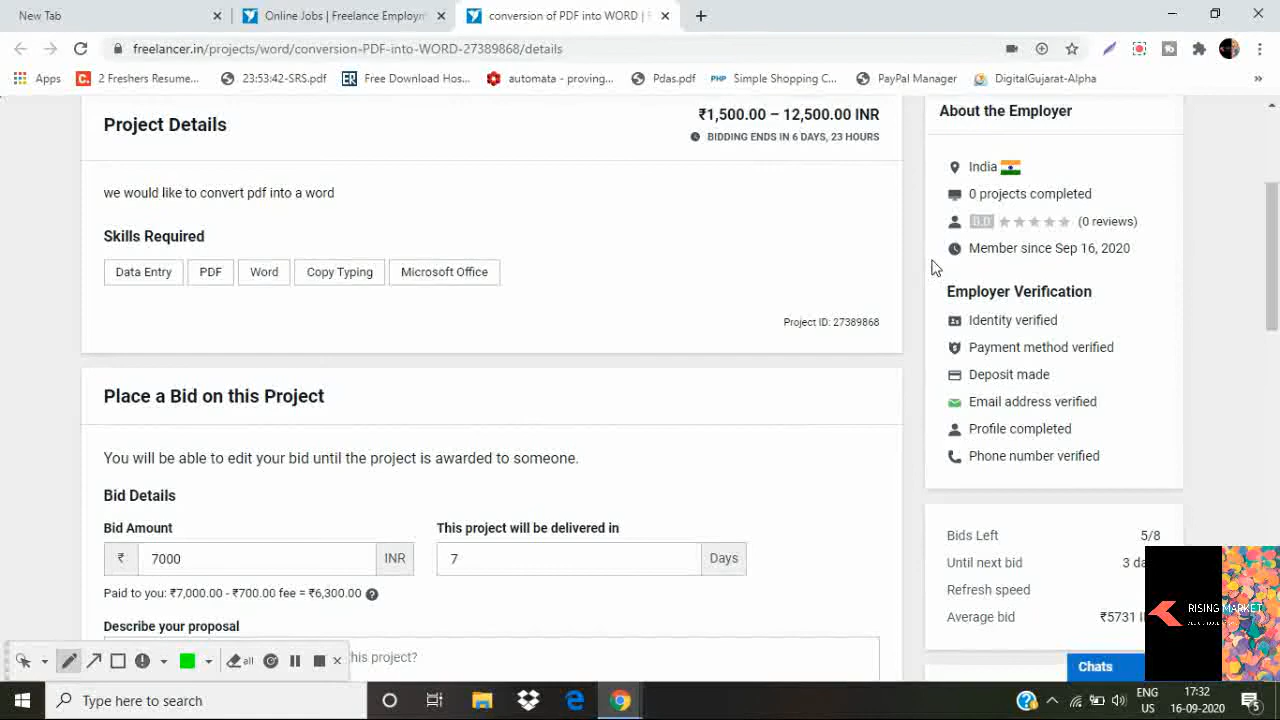 New Tab
Online Jobs | Freelance Employm
conversion of PDF into WORD | F
freelancer.in/projects/word/conversion-PDF-into-WORD-27389868/details
Apps
2 Freshers Resume...
23:53:42-SRS.pdf
Free Download Hos...
automata - proving...
Pdas.pdf
PHP Simple Shopping C...
PayPal Manager
DigitalGujarat-Alpha
»
Project Details
₹1,500.00 – 12,500.00 INR
BIDDING ENDS IN 6 DAYS, 23 HOURS
we would like to convert pdf into a word
Skills Required
Data Entry
PDF
Word
Copy Typing
Microsoft Office
Project ID: 27389868
Place a Bid on this Project
You will be able to edit your bid until the project is awarded to someone.
Bid Details
Bid Amount
₹ 7000 INR
This project will be delivered in
7 Days
Paid to you: ₹7,000.00 - ₹700.00 fee = ₹6,300.00
Describe your proposal
this project?
all
About the Employer
India
0 projects completed
0.0 (0 reviews)
Member since Sep 16, 2020
Employer Verification
Identity verified
Payment method verified
Deposit made
Email address verified
Profile completed
Phone number verified
Bids Left 5/8
Until next bid 3 da
Refresh speed
Average bid ₹5731 I
RISING MARKET
Chats
Type here to search
ENG
US
17:32
16-09-2020
5